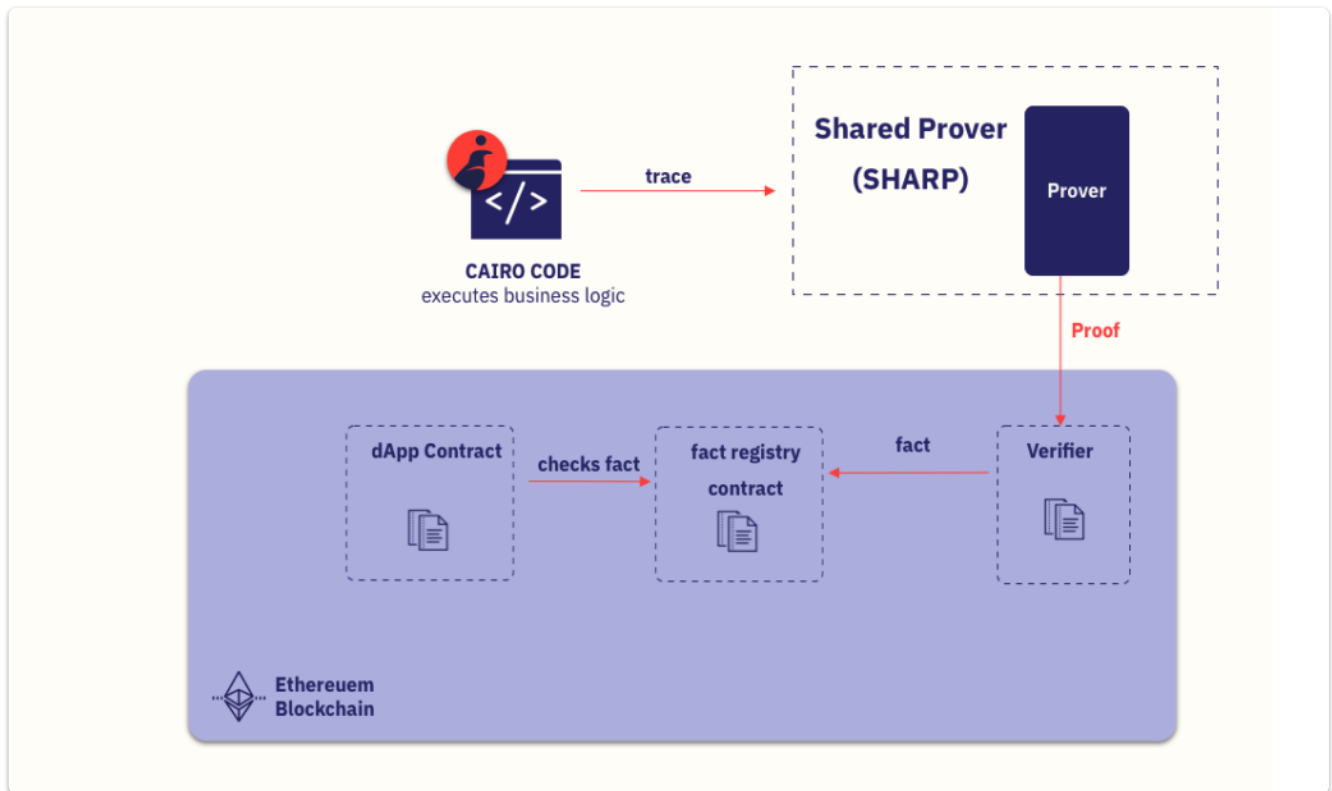 Shared Prover
(SHARP)
Prover
trace
</>
CAIRO CODE
executes business logic
Proof
dApp Contract
checks fact
fact registry
contract
fact
Verifier
Ethereuem
Blockchain